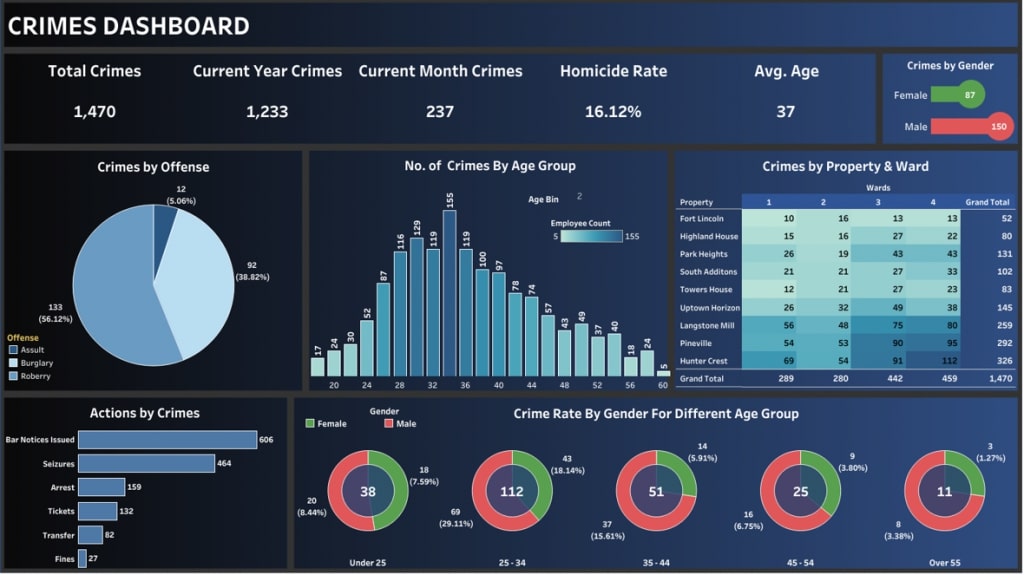 CRIMES DASHBOARD
Total Crimes
1,470
Current Year Crimes
1,233
Current Month Crimes
237
Homicide Rate
16.12%
Avg. Age
37
Crimes by Gender
Female 87
Male 150
Crimes by Offense
12
(5.06%)
92
(38.82%)
133
(56.12%)
Offense
Assult
Burglary
Roberry
No. of Crimes By Age Group
Age Bin 2
Employee Count
5 155
17 24 30 52 87 116 129 119 155 119 100 97 78 74 57 43 49 37 40 18 24 5
20 24 28 32 36 40 44 48 52 56 60
Crimes by Property & Ward
Wards
Property 1 2 3 4 Grand Total
Fort Lincoln 10 16 13 13 52
Highland House 15 16 27 22 80
Park Heights 26 19 43 43 131
South Additons 21 21 27 33 102
Towers House 12 21 27 23 83
Uptown Horizon 26 32 49 38 145
Langstone Mill 56 48 75 80 259
Pineville 54 53 90 95 292
Hunter Crest 69 54 91 112 326
Grand Total 289 280 442 459 1,470
Actions by Crimes
Bar Notices Issued 606
Seizures 464
Arrest 159
Tickets 132
Transfer 82
Fines 27
Crime Rate By Gender For Different Age Group
Gender
Female Male
38
18
(7.59%)
20
(8.44%)
Under 25
112
43
(18.14%)
69
(29.11%)
25 - 34
51
14
(5.91%)
37
(15.61%)
35 - 44
25
9
(3.80%)
16
(6.75%)
45 - 54
11
3
(1.27%)
8
(3.38%)
Over 55